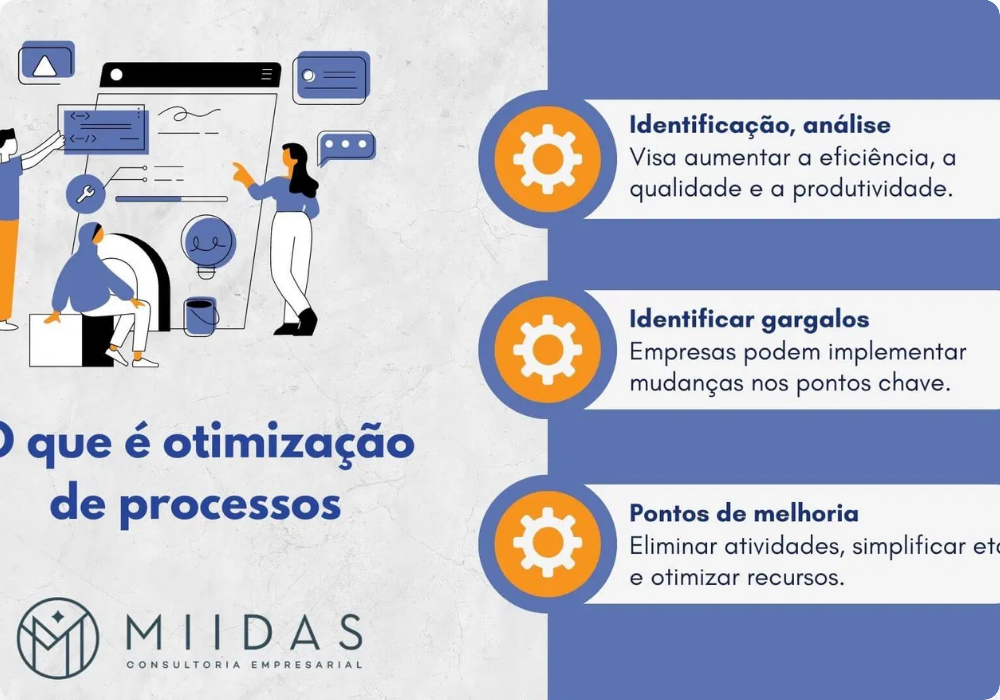 que é otimização
de processos
MIIDAS
CONSULTORIA EMPRESARIAL
Identificação, análise
Visa aumentar a eficiência, a
qualidade e a produtividade.
Identificar gargalos
Empresas podem implementar
mudanças nos pontos chave.
Pontos de melhoria
Eliminar atividades, simplificar
e otimizar recursos.